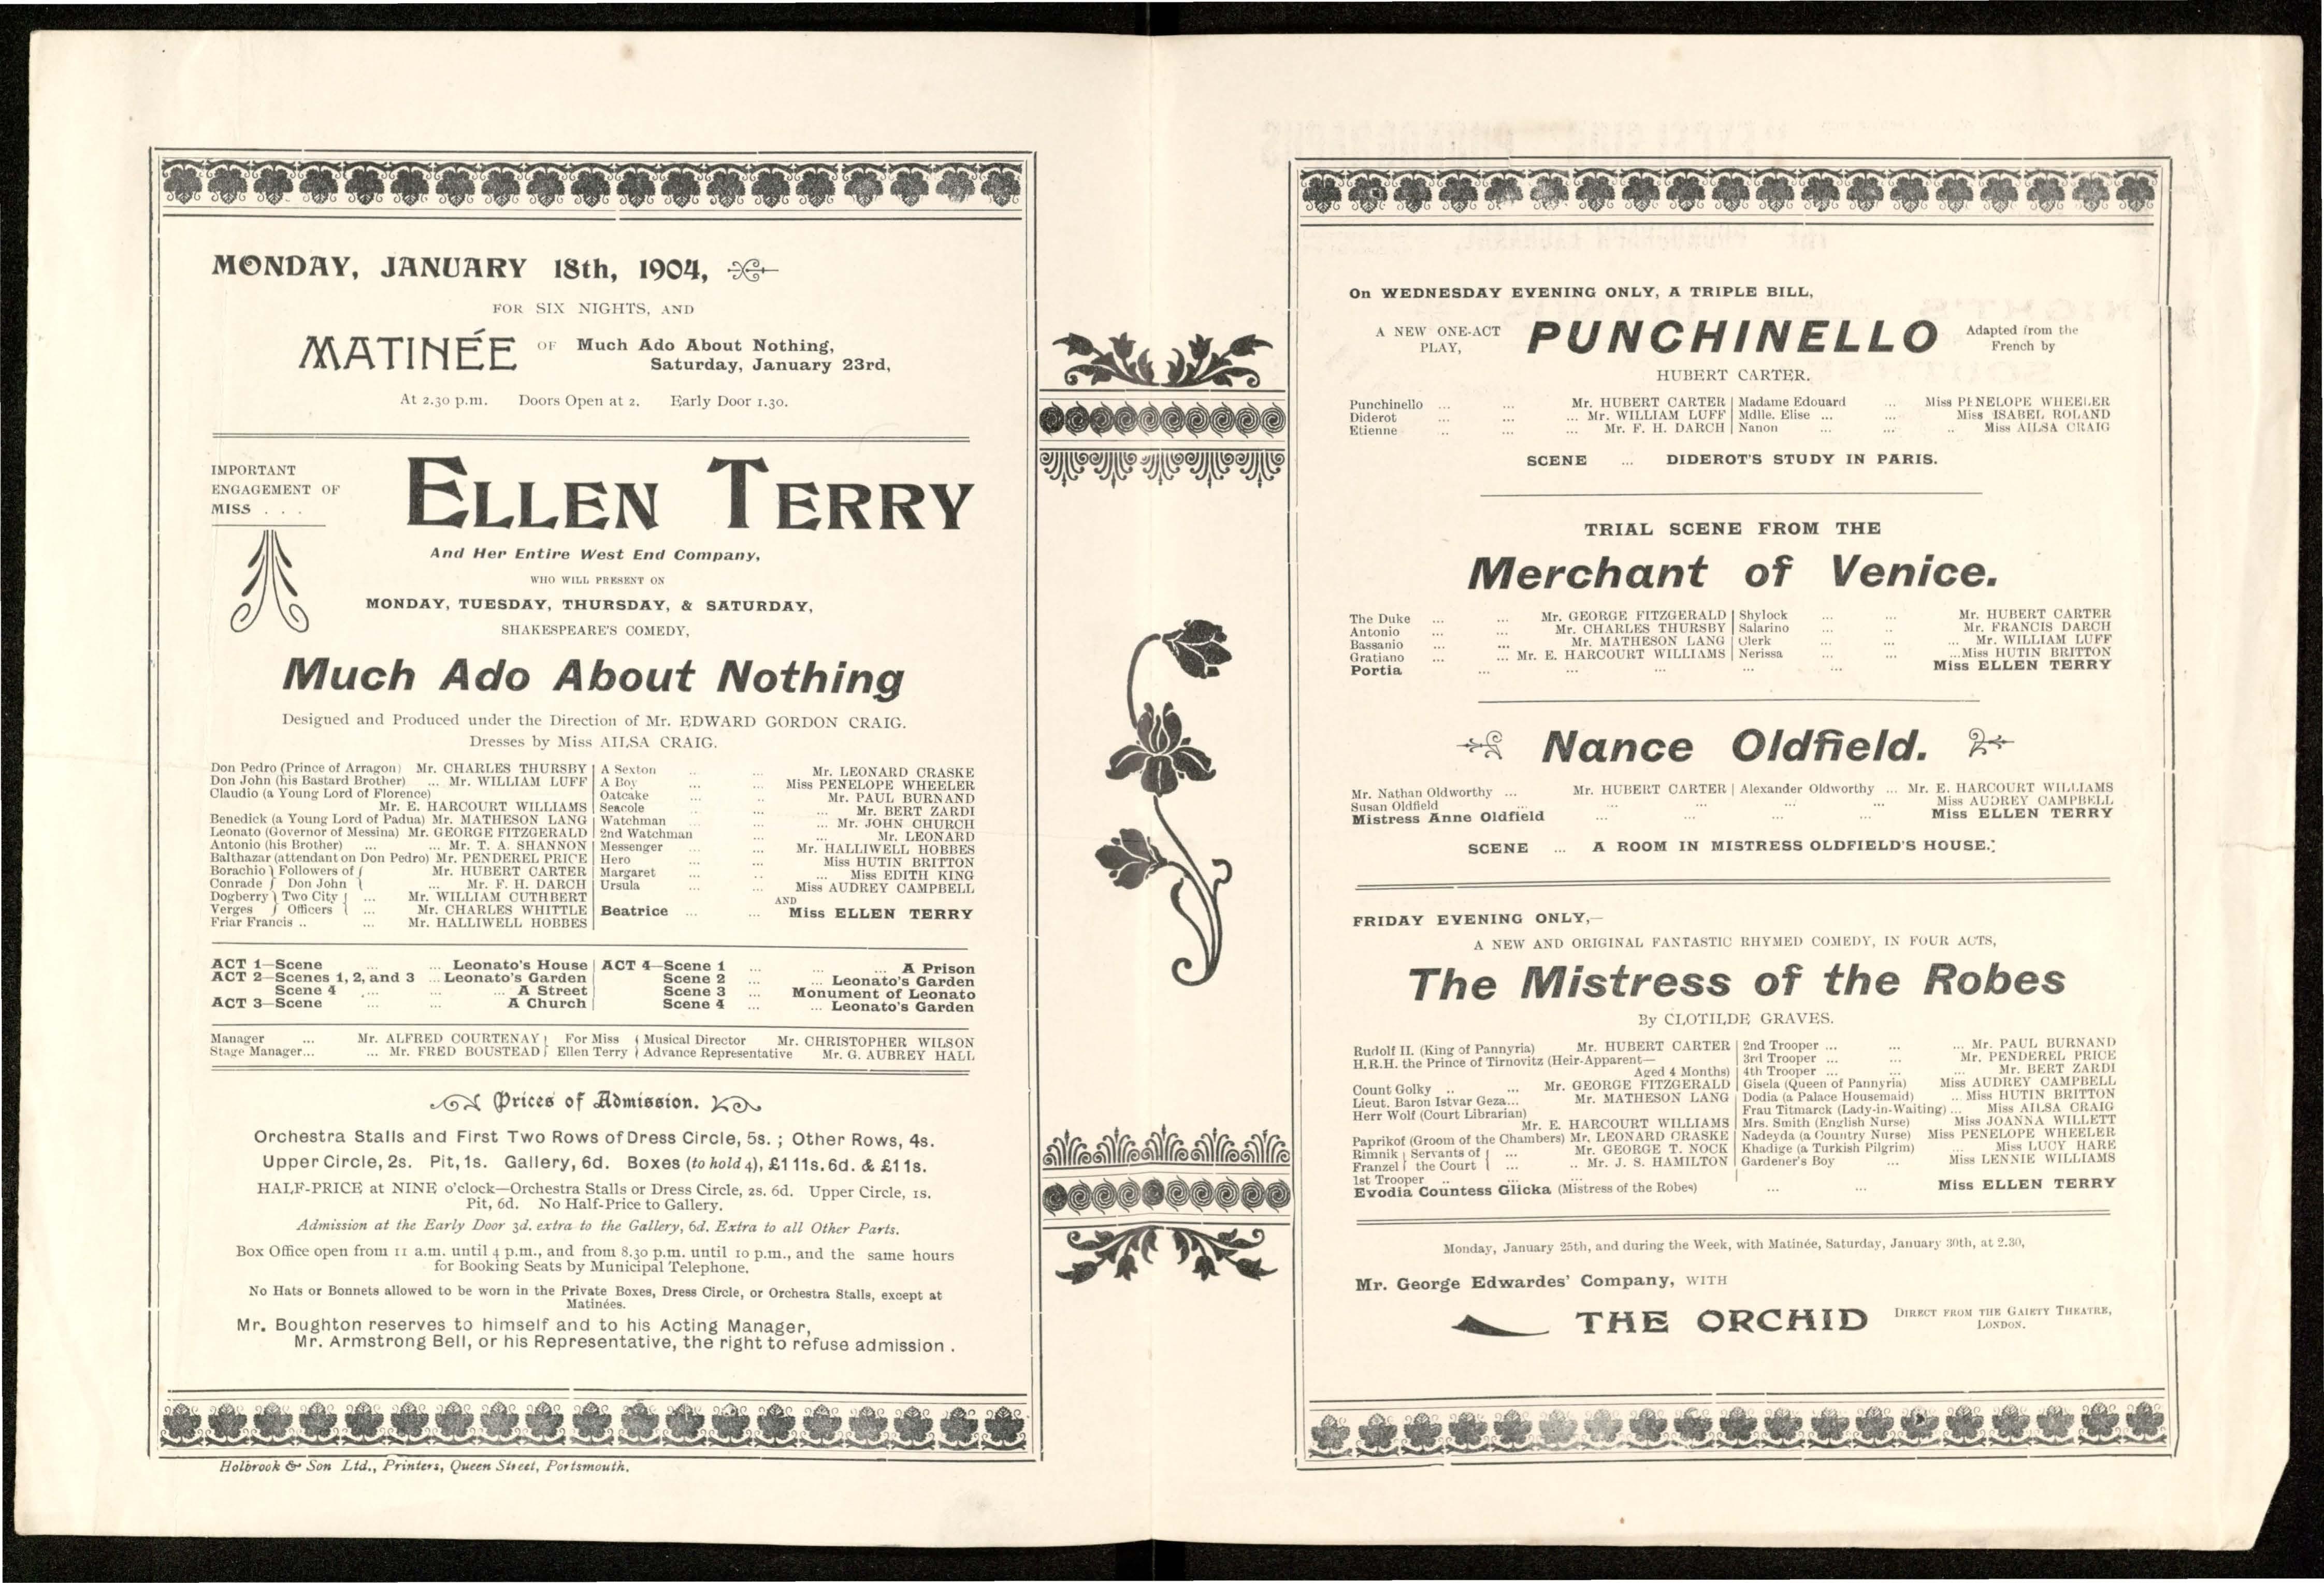 MONDAY, JANUARY 18th, 1904,
FOR SIX NIGHTS, AND
MATINÉE OF Much Ado About Nothing,
Saturday, January 23rd,
At 2.30 p.m. Doors Open at 2. Early Door 1.30.
IMPORTANT
ENGAGEMENT OF
MISS . . .
ELLEN TERRY
And Her Entire West End Company,
WHO WILL PRESENT ON
MONDAY, TUESDAY, THURSDAY, & SATURDAY,
SHAKESPEARE'S COMEDY,
Much Ado About Nothing
Designed and Produced under the Direction of Mr. EDWARD GORDON CRAIG.
Dresses by Miss AILSA CRAIG.
Don Pedro (Prince of Arragon) Mr. CHARLES THURSBY
Don John (his Bastard Brother) ... Mr. WILLIAM LUFF
Claudio (a Young Lord of Florence)
Mr. E. HARCOURT WILLIAMS
Benedick (a Young Lord of Padua) Mr. MATHESON LANG
Leonato (Governor of Messina) Mr. GEORGE FITZGERALD
Antonio (his Brother) ... ... Mr. T. A. SHANNON
Balthazar (attendant on Don Pedro) Mr. PENDEREL PRICE
Borachio } Followers of { Mr. HUBERT CARTER
Conrade } Don John { ... Mr. F. H. DARCH
Dogberry } Two City { ... Mr. WILLIAM CUTHBERT
Verges } Officers { ... Mr. CHARLES WHITTLE
Friar Francis .. ... Mr. HALLIWELL HOBBES
A Sexton .. ... Mr. LEONARD CRASKE
A Boy ... ... Miss PENELOPE WHEELER
Oatcake ... .. Mr. PAUL BURNAND
Seacole ... ... Mr. BERT ZARDI
Watchman ... ... Mr. JOHN CHURCH
2nd Watchman ... ... Mr. LEONARD
Messenger ... ... Mr. HALLIWELL HOBBES
Hero ... ... Miss HUTIN BRITTON
Margaret ... .. ... Miss EDITH KING
Ursula ... ... Miss AUDREY CAMPBELL
AND
Beatrice ... ... Miss ELLEN TERRY
ACT 1—Scene ... ... Leonato's House
ACT 2—Scenes 1, 2, and 3 ... Leonato's Garden
Scene 4 ... ... ... A Street
ACT 3—Scene ... ... A Church
ACT 4—Scene 1 ... ... ... A Prison
Scene 2 ... ... Leonato's Garden
Scene 3 ... Monument of Leonato
Scene 4 ... ... Leonato's Garden
Manager ... Mr. ALFRED COURTENAY } For Miss { Musical Director Mr. CHRISTOPHER WILSON
Stage Manager... ... Mr. FRED BOUSTEAD } Ellen Terry { Advance Representative Mr. G. AUBREY HALL
Prices of Admission.
Orchestra Stalls and First Two Rows of Dress Circle, 5s. ; Other Rows, 4s.
Upper Circle, 2s. Pit, 1s. Gallery, 6d. Boxes (to hold 4), £1 11s. 6d. & £1 1s.
HALF-PRICE at NINE o'clock—Orchestra Stalls or Dress Circle, 2s. 6d. Upper Circle, 1s.
Pit, 6d. No Half-Price to Gallery.
Admission at the Early Door 3d. extra to the Gallery, 6d. Extra to all Other Parts.
Box Office open from 11 a.m. until 4 p.m., and from 8.30 p.m. until 10 p.m., and the same hours
for Booking Seats by Municipal Telephone.
No Hats or Bonnets allowed to be worn in the Private Boxes, Dress Circle, or Orchestra Stalls, except at
Matinées.
Mr. Boughton reserves to himself and to his Acting Manager,
Mr. Armstrong Bell, or his Representative, the right to refuse admission .
Holbrook & Son Ltd., Printers, Queen Street, Portsmouth.
On WEDNESDAY EVENING ONLY, A TRIPLE BILL,
A NEW ONE-ACT
PLAY,
PUNCHINELLO
Adapted from the
French by
HUBERT CARTER.
Punchinello ... ... Mr. HUBERT CARTER
Diderot ... ... ... Mr. WILLIAM LUFF
Etienne .. ... ... Mr. F. H. DARCH
Madame Edouard ... Miss PENELOPE WHEELER
Mdlle. Elise ... ... Miss ISABEL ROLAND
Nanon ... ... .. Miss AILSA CRAIG
SCENE ... DIDEROT'S STUDY IN PARIS.
TRIAL SCENE FROM THE
Merchant of Venice.
The Duke ... ... Mr. GEORGE FITZGERALD
Antonio ... ... Mr. CHARLES THURSBY
Bassanio ... ... Mr. MATHESON LANG
Gratiano ... ... Mr. E. HARCOURT WILLIAMS
Shylock ... ... Mr. HUBERT CARTER
Salarino ... .. Mr. FRANCIS DARCH
Clerk ... ... ... Mr. WILLIAM LUFF
Nerissa ... ... ...Miss HUTIN BRITTON
Portia ... ... ... ... ... Miss ELLEN TERRY
Nance Oldfield.
Mr. Nathan Oldworthy ... Mr. HUBERT CARTER | Alexander Oldworthy ... Mr. E. HARCOURT WILLIAMS
Susan Oldfield ... ... ... ... ... Miss AUDREY CAMPBELL
Mistress Anne Oldfield ... ... ... ... Miss ELLEN TERRY
SCENE ... A ROOM IN MISTRESS OLDFIELD'S HOUSE.
FRIDAY EVENING ONLY,—
A NEW AND ORIGINAL FANTASTIC RHYMED COMEDY, IN FOUR ACTS,
The Mistress of the Robes
By CLOTILDE GRAVES.
Rudolf II. (King of Pannyria) Mr. HUBERT CARTER
H.R.H. the Prince of Tirnovitz (Heir-Apparent—
Aged 4 Months)
Count Golky .. ... Mr. GEORGE FITZGERALD
Lieut. Baron Istvar Geza... Mr. MATHESON LANG
Herr Wolf (Court Librarian)
Mr. E. HARCOURT WILLIAMS
Paprikof (Groom of the Chambers) Mr. LEONARD CRASKE
Rimnik } Servants of { ... Mr. GEORGE T. NOCK
Franzel } the Court { ... .. Mr. J. S. HAMILTON
1st Trooper .. ... ...
2nd Trooper ... ... ... Mr. PAUL BURNAND
3rd Trooper ... ... Mr. PENDEREL PRICE
4th Trooper ... ... ... Mr. BERT ZARDI
Gisela (Queen of Pannyria) Miss AUDREY CAMPBELL
Dodia (a Palace Housemaid) ... Miss HUTIN BRITTON
Frau Titmarck (Lady-in-Waiting) ... Miss AILSA CRAIG
Mrs. Smith (English Nurse) Miss JOANNA WILLETT
Nadeyda (a Country Nurse) Miss PENELOPE WHEELER
Khadige (a Turkish Pilgrim) ... Miss LUCY HARE
Gardener's Boy ... Miss LENNIE WILLIAMS
Evodia Countess Glicka (Mistress of the Robes) ... ... Miss ELLEN TERRY
Monday, January 25th, and during the Week, with Matinée, Saturday, January 30th, at 2.30,
Mr. George Edwardes' Company, WITH
THE ORCHID
DIRECT FROM THE GAIETY THEATRE,
LONDON.